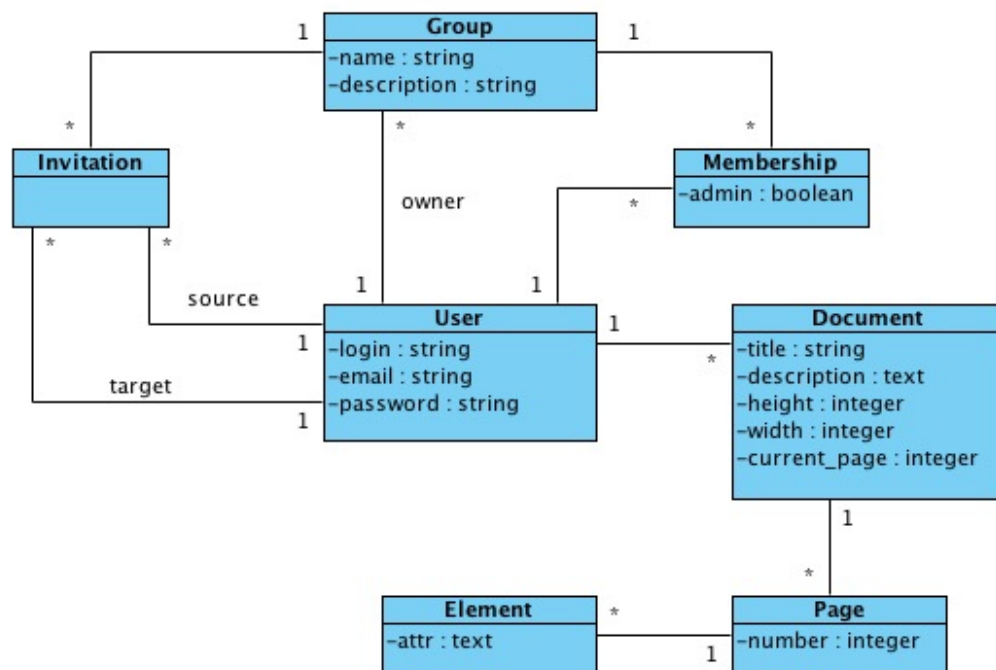 Group
-name : string
-description : string
1
1
*
*
*
Invitation
Membership
-admin : boolean
*
owner
*
*
source
1
1
User
-login : string
-email : string
-password : string
1
1
target
1
*
Document
-title : string
-description : text
-height : integer
-width : integer
-current_page : integer
1
*
Element
-attr : text
*
1
Page
-number : integer